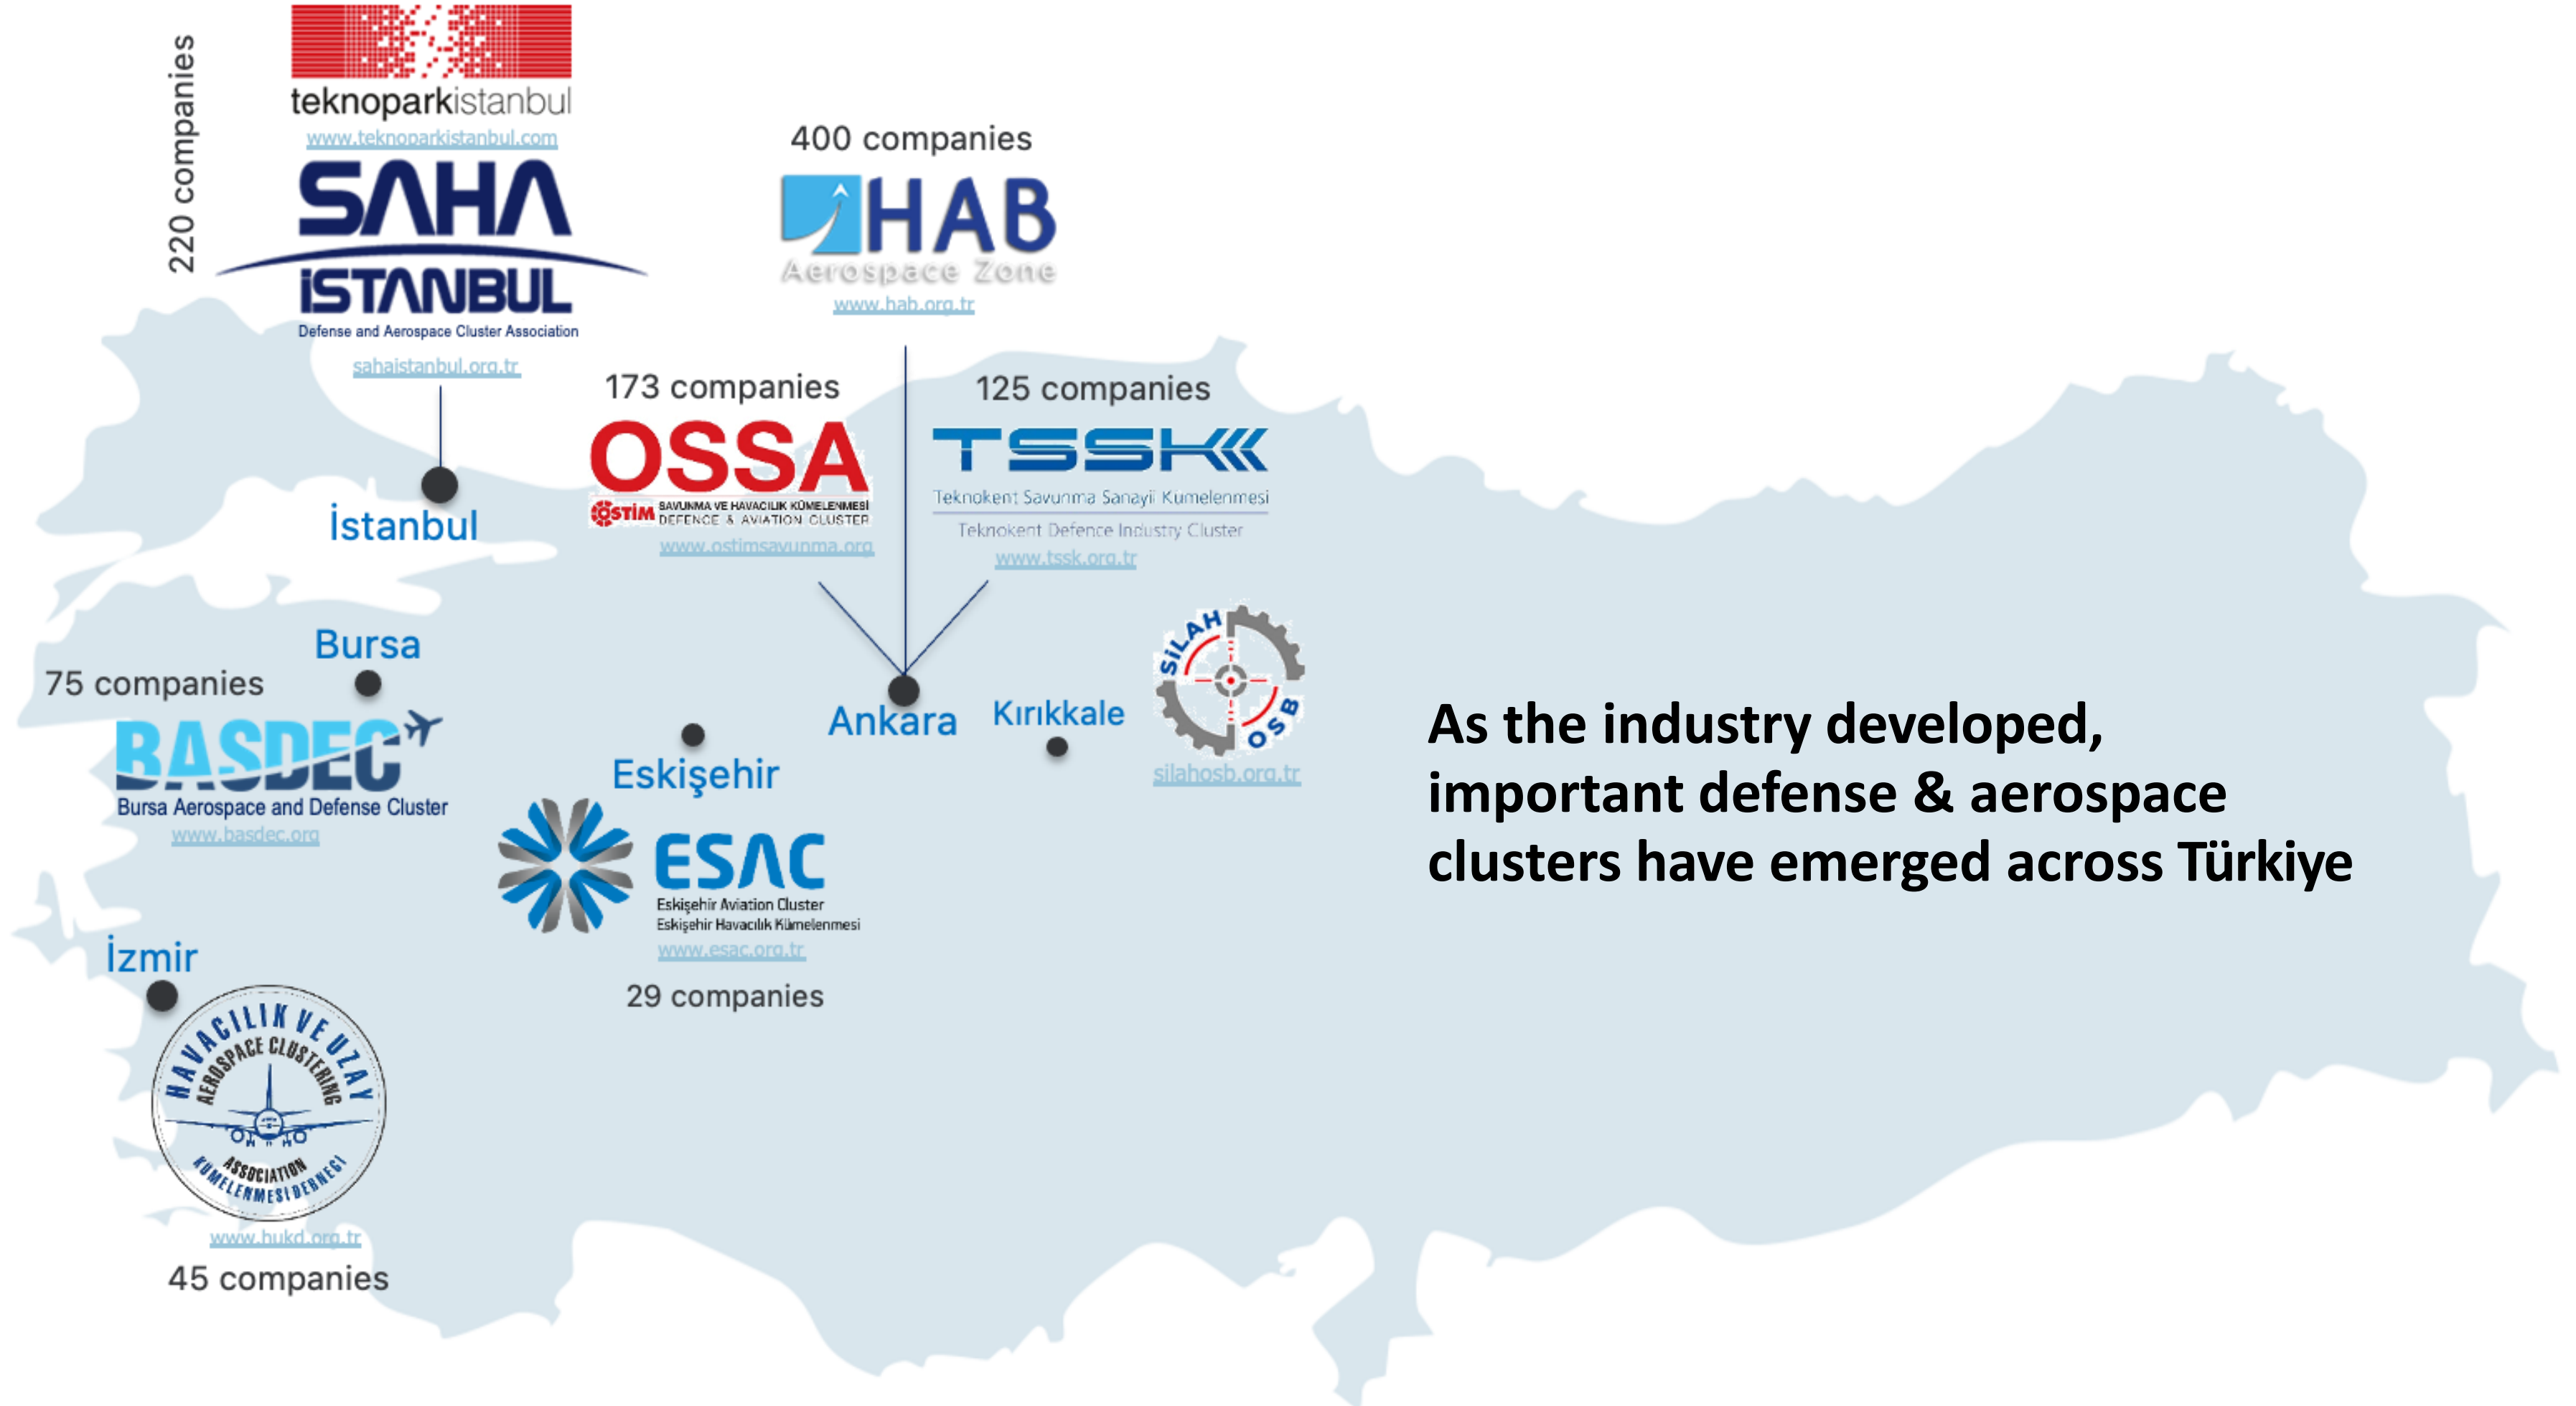 220 companies
teknoparkistanbul
www.teknoparkistanbul.com
SAHA
İSTANBUL
Defense and Aerospace Cluster Association
sahaistanbul.org.tr
İstanbul
400 companies
HAB
Aerospace Zone
www.hab.org.tr
173 companies
OSSA
OSTİM SAVUNMA VE HAVACILIK KÜMELENMESİ
DEFENCE & AVIATION CLUSTER
www.ostimsavunma.org
125 companies
TSSK
Teknokent Savunma Sanayii Kümelenmesi
Teknokent Defence Industry Cluster
www.tssk.org.tr
Ankara
Kırıkkale
SİLAH
OSB
silahosb.org.tr
Bursa
75 companies
BASDEC
Bursa Aerospace and Defense Cluster
www.basdec.org
Eskişehir
ESAC
Eskişehir Aviation Cluster
Eskişehir Havacılık Kümelenmesi
www.esac.org.tr
29 companies
İzmir
HAVACILIK VE UZAY
AEROSPACE CLUSTERING
ASSOCIATION
KÜMELENMESİ DERNEĞİ
www.hukd.org.tr
45 companies
As the industry developed,
important defense & aerospace
clusters have emerged across Türkiye